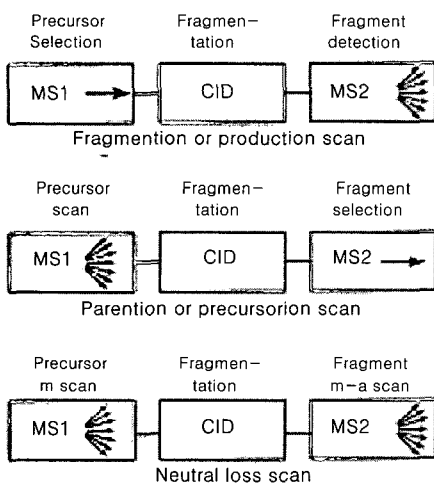 Precursor Fragmen- Fragment
Selection tation detection
MS1 CID MS2
Fragmention or production scan
Precursor Fragmen- Fragment
scan tation selection
MS1 CID MS2
Parention or precursorion scan
Precursor Fragmen- Fragment
m scan tation m-a scan
MS1 CID MS2
Neutral loss scan